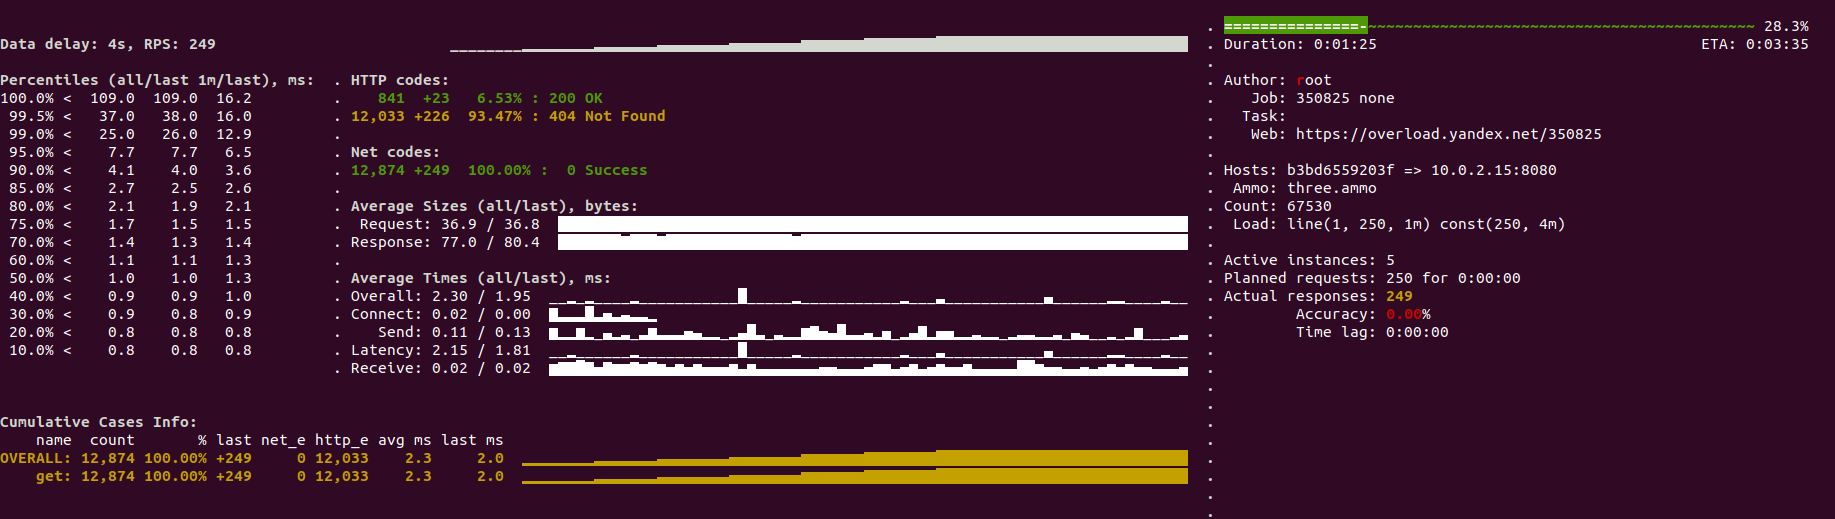 Data delay: 4s, RPS: 249
Percentiles (all/last 1m/last), ms:
100.0% < 109.0 109.0 16.2
99.5% < 37.0 38.0 16.0
99.0% < 25.0 26.0 12.9
95.0% < 7.7 7.7 6.5
90.0% < 4.1 4.0 3.6
85.0% < 2.7 2.5 2.6
80.0% < 2.1 1.9 2.1
75.0% < 1.7 1.5 1.5
70.0% < 1.4 1.3 1.4
60.0% < 1.1 1.1 1.3
50.0% < 1.0 1.0 1.3
40.0% < 0.9 0.9 1.0
30.0% < 0.9 0.8 0.9
20.0% < 0.8 0.8 0.8
10.0% < 0.8 0.8 0.8
HTTP codes:
841 +23 6.53% : 200 OK
12,033 +226 93.47% : 404 Not Found
Net codes:
12,874 +249 100.00% : 0 Success
Average Sizes (all/last), bytes:
Request: 36.9 / 36.8
Response: 77.0 / 80.4
Average Times (all/last), ms:
Overall: 2.30 / 1.95
Connect: 0.02 / 0.00
Send: 0.11 / 0.13
Latency: 2.15 / 1.81
Receive: 0.02 / 0.02
Cumulative Cases Info:
name count % last net_e http_e avg ms last ms
OVERALL: 12,874 100.00% +249 0 12,033 2.3 2.0
get: 12,874 100.00% +249 0 12,033 2.3 2.0
28.3%
Duration: 0:01:25 ETA: 0:03:35
Author: root
Job: 350825 none
Task:
Web: https://overload.yandex.net/350825
Hosts: b3bd6559203f => 10.0.2.15:8080
Ammo: three.ammo
Count: 67530
Load: line(1, 250, 1m) const(250, 4m)
Active instances: 5
Planned requests: 250 for 0:00:00
Actual responses: 249
Accuracy: 0.00%
Time lag: 0:00:00